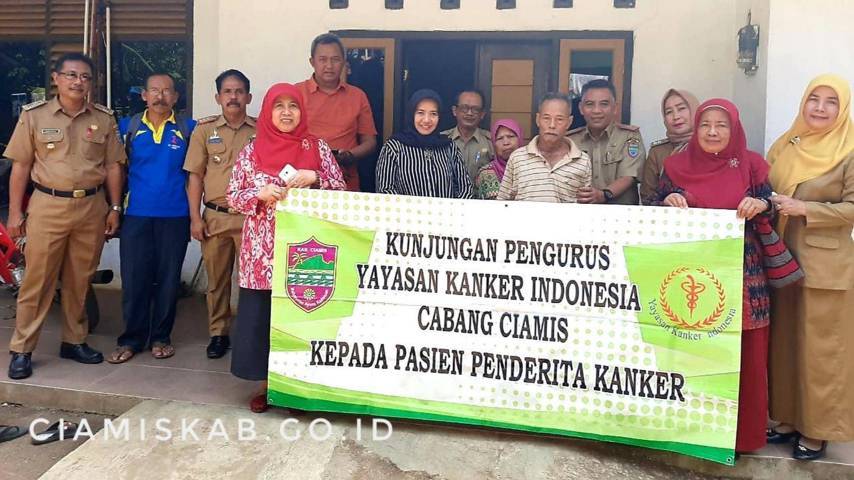 KUNJUNGAN PENGURUS
YAYASAN KANKER INDONESIA
CABANG CIAMIS
KEPADA PASIEN PENDERITA KANKER
KAB. CIAMIS
Yayasan Kanker Indonesia
CIAMISKAB.GO.ID